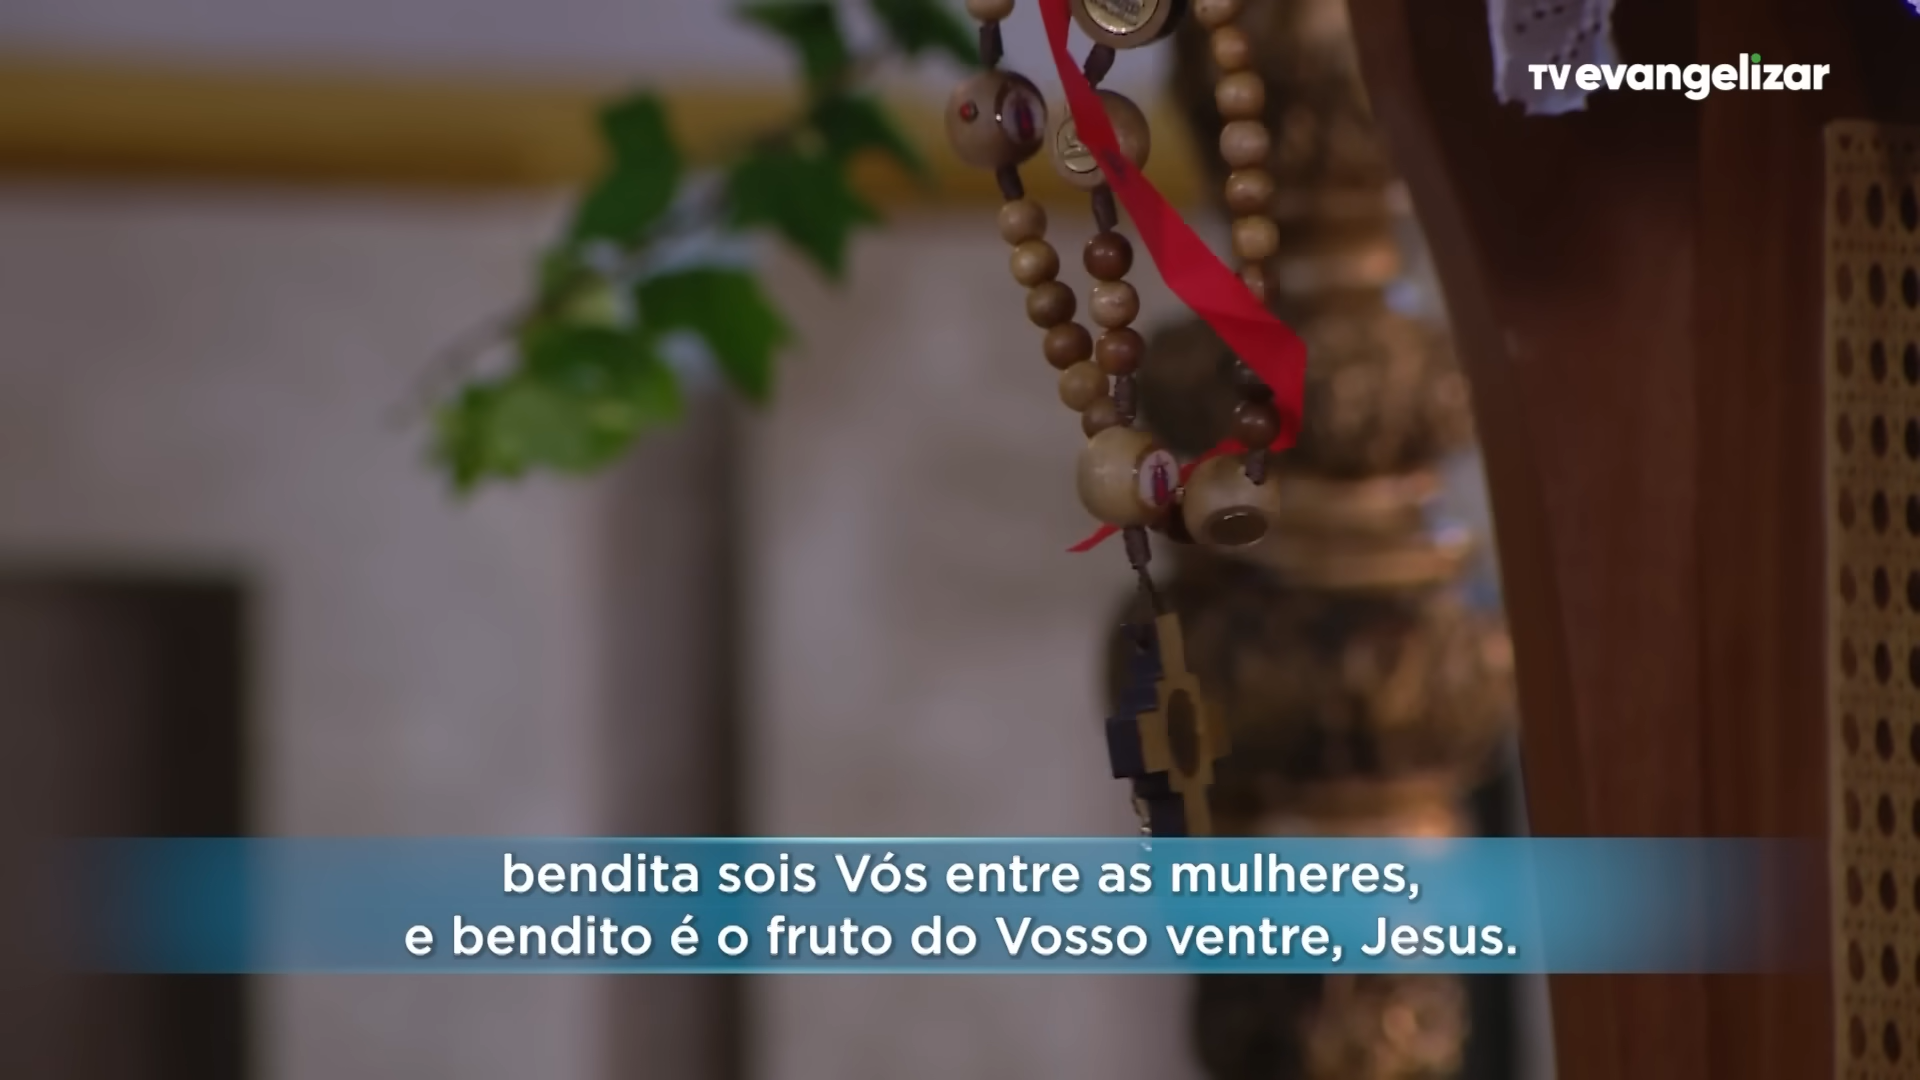 TVevangelizar
bendita sois Vós entre as mulheres,
e bendito é o fruto do Vosso ventre, Jesus.